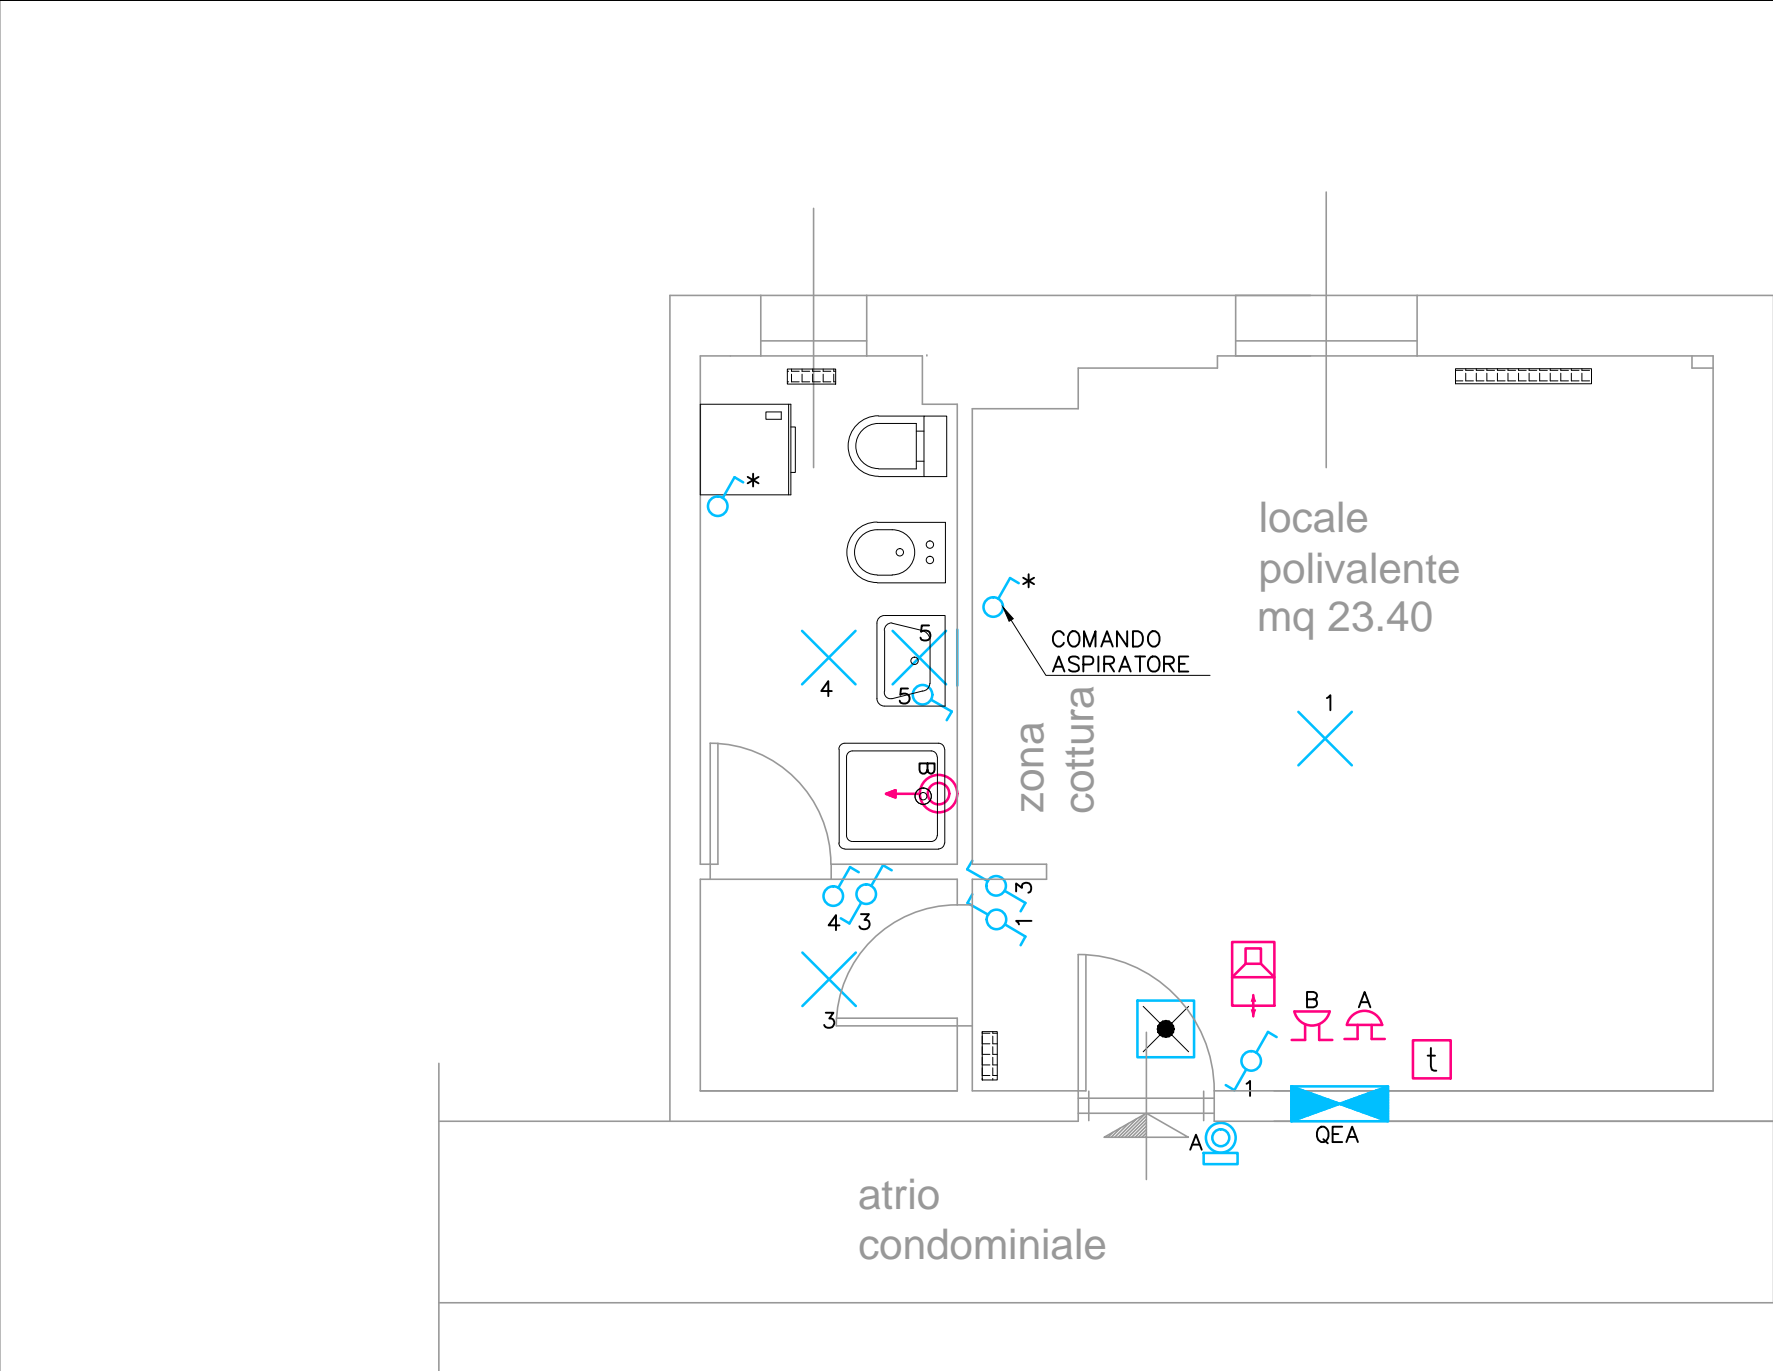 *
locale
polivalente
mq 23.40
*
COMANDO
ASPIRATORE
5
4
5
zona
cottura
1
B
3
4
3
1
3
B
A
t
1
QEA
A
atrio
condominiale